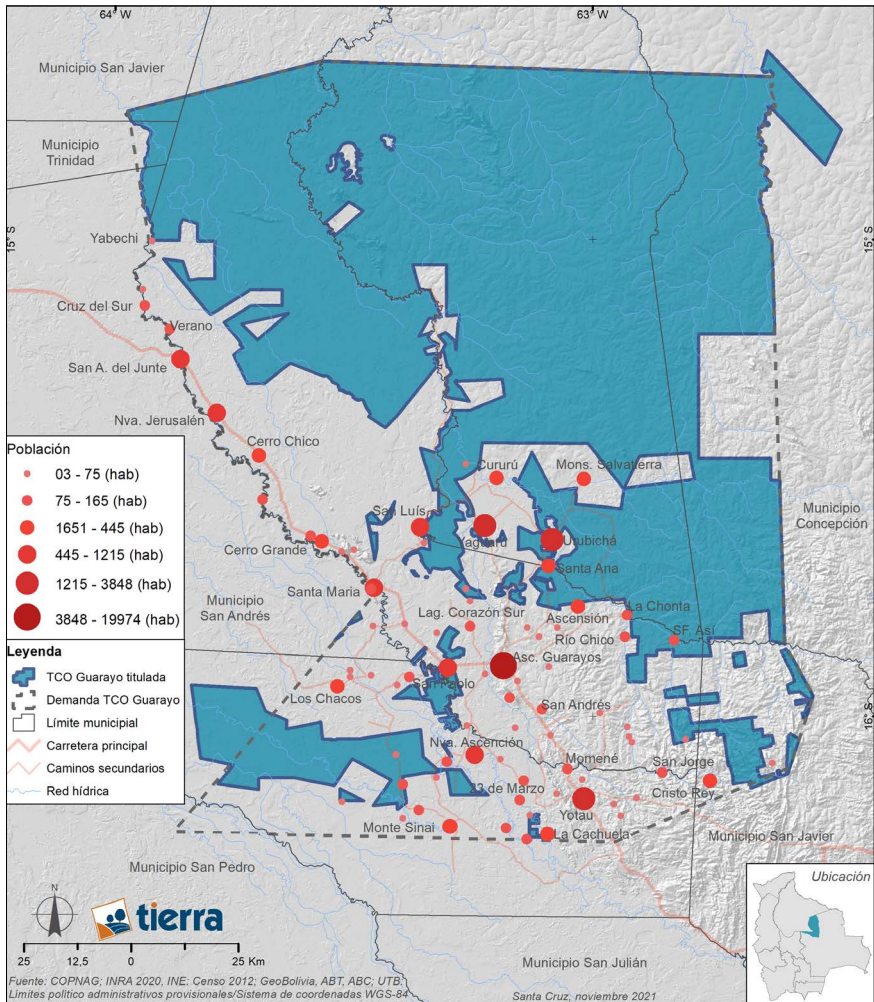 64° W
63° W
Municipio San Javier
Municipio
Trinidad
15° S
15° S
Yabochi
Cruz del Sur
Verano
San A. del Junte
Nva. Jerusalén
Cerro Chico
Población
03 - 75 (hab)
75 - 165 (hab)
1651 - 445 (hab)
445 - 1215 (hab)
1215 - 3848 (hab)
3848 - 19974 (hab)
Cururú
Mons. Salvatierra
Municipio
Concepción
San Luís
Yaguarú
Urubichá
Cerro Grande
Santa Ana
Santa Maria
Municipio
San Andrés
Lag. Corazón Sur
Ascensión
La Chonta
Río Chico
SF. Así
Leyenda
TCO Guarayo titulada
Demanda TCO Guarayo
Límite municipal
Carretera principal
Caminos secundarios
Red hídrica
Asc. Guarayos
San Pablo
Los Chacos
San Andrés
16° S
Nva. Ascención
Momené
San Jorge
23 de Marzo
Cristo Rey
Yotau
Monte Sinai
La Cachuela
Municipio San Javier
Municipio San Pedro
Ubicación
N
tierra
25 12,5 0 25 Km
Municipio San Julián
Fuente: COPNAG; INRA 2020, INE: Censo 2012; GeoBolivia, ABT, ABC; UTB.
Límites político administrativos provisionales/Sistema de coordenadas WGS-84
Santa Cruz, noviembre 2021